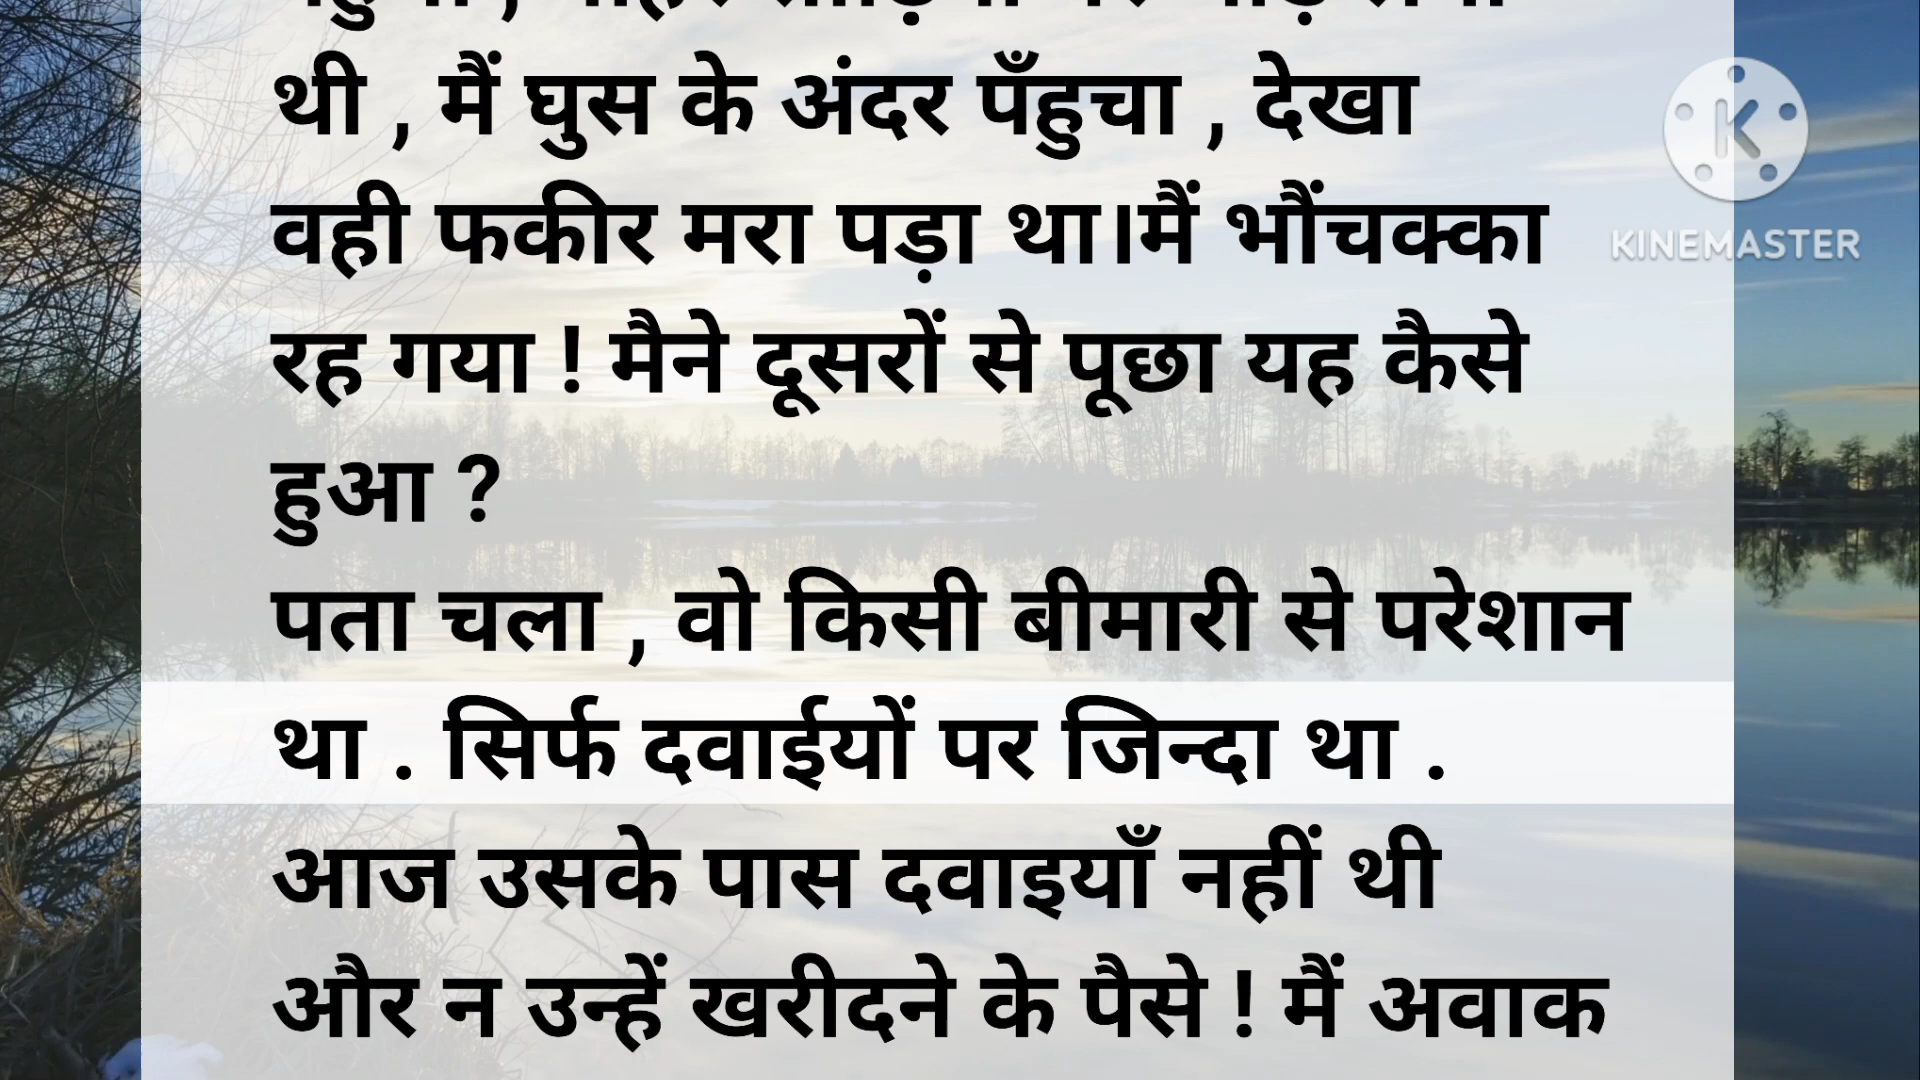 थी , मैं घुस के अंदर पँहुचा , देखा
वही फकीर मरा पड़ा था।मैं भौंचक्का
रह गया ! मैने दूसरों से पूछा यह कैसे
हुआ ?
पता चला , वो किसी बीमारी से परेशान
था . सिर्फ दवाईयों पर जिन्दा था .
आज उसके पास दवाइयाँ नहीं थी
और न उन्हें खरीदने के पैसे ! मैं अवाक
K
KINEMASTER